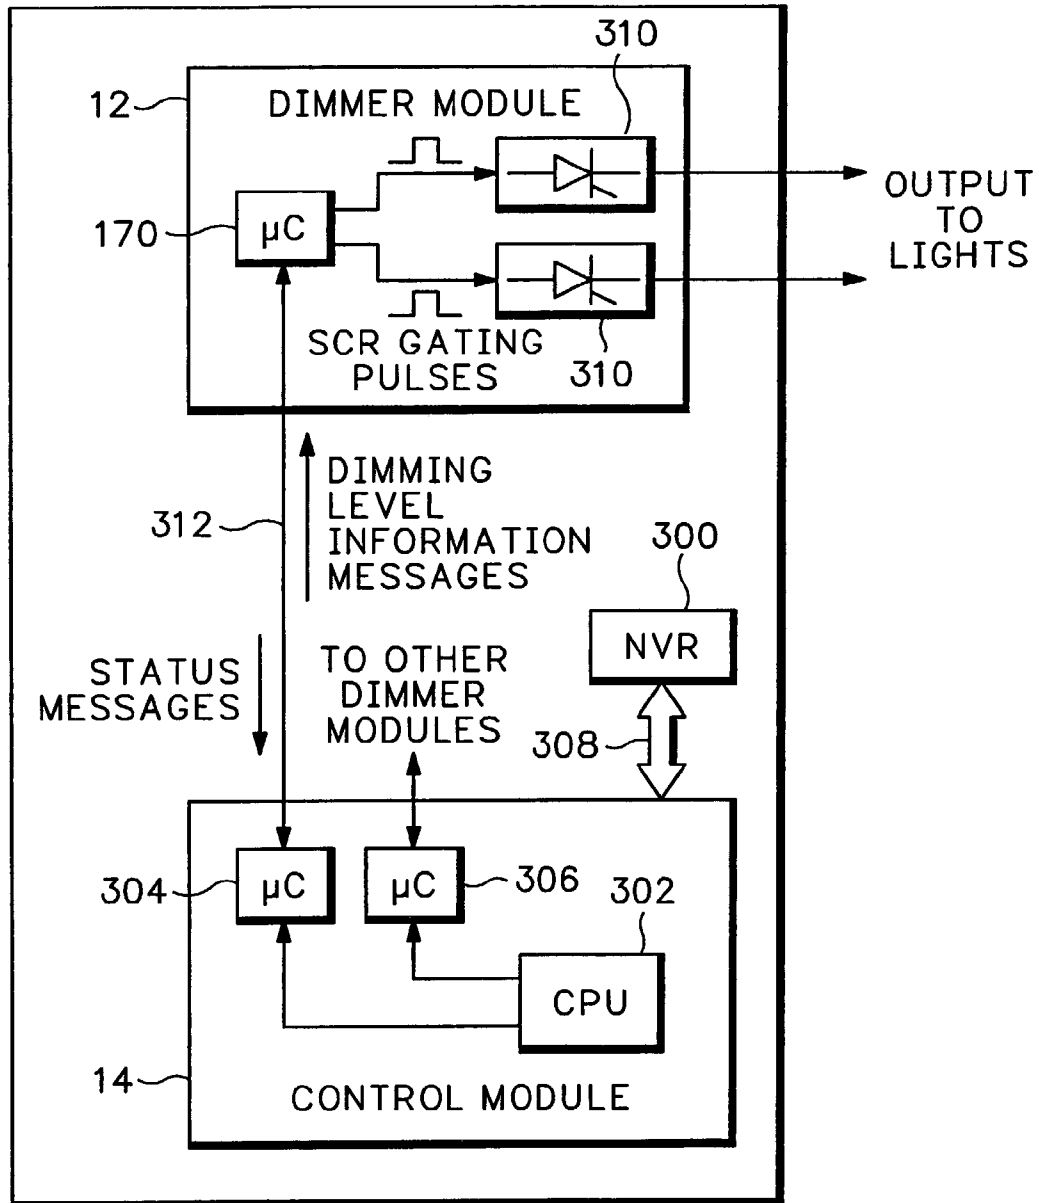 310
12
DIMMER MODULE
170
µC
OUTPUT
TO
LIGHTS
SCR GATING
PULSES
310
312
DIMMING
LEVEL
INFORMATION
MESSAGES
300
NVR
STATUS
MESSAGES
TO OTHER
DIMMER
MODULES
308
304
µC
µC
306
302
CPU
14
CONTROL MODULE